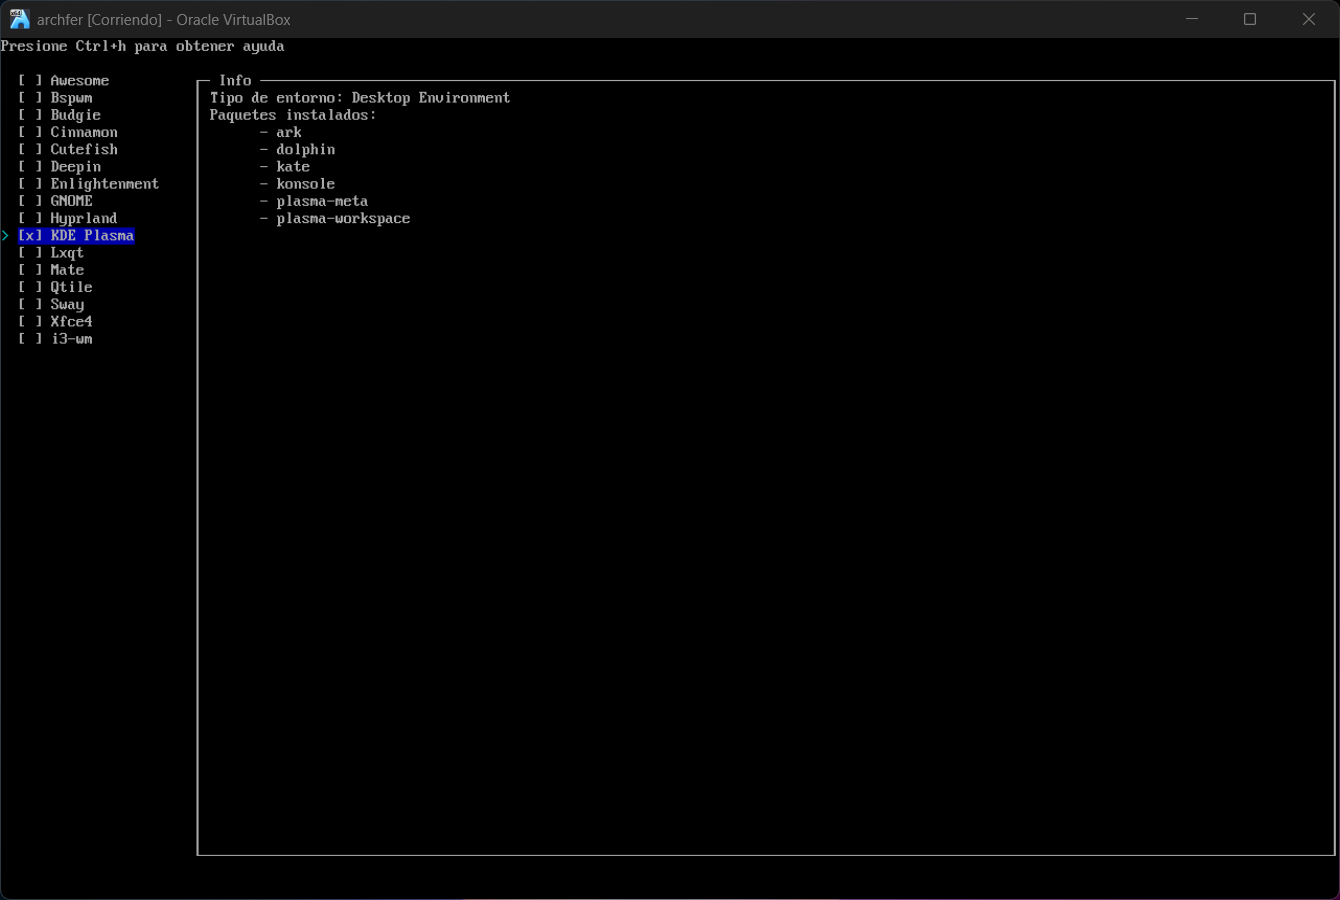 archfer [Corriendo] - Oracle VirtualBox
Presione Ctrl+h para obtener ayuda
[ ] Awesome
[ ] Bspwm
[ ] Budgie
[ ] Cinnamon
[ ] Cutefish
[ ] Deepin
[ ] Enlightenment
[ ] GNOME
[ ] Hyprland
> [x] KDE Plasma
[ ] Lxqt
[ ] Mate
[ ] Qtile
[ ] Sway
[ ] Xfce4
[ ] i3-wm
Info
Tipo de entorno: Desktop Environment
Paquetes instalados:
- ark
- dolphin
- kate
- konsole
- plasma-meta
- plasma-workspace